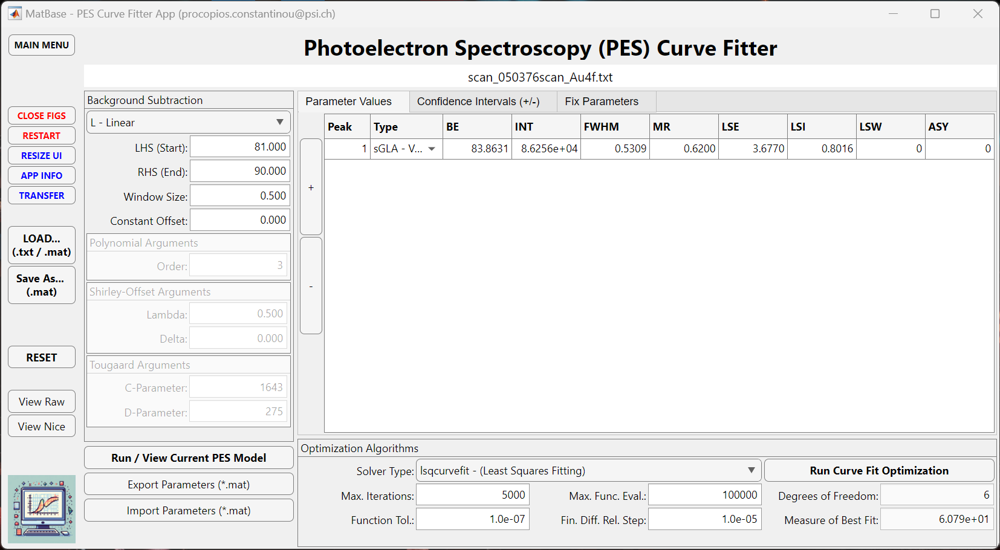 MatBase - PES Curve Fitter App (procopios.constantinou@psi.ch)
MAIN MENU
Photoelectron Spectroscopy (PES) Curve Fitter
scan_050376scan_Au4f.txt
CLOSE FIGS
RESTART
RESIZE UI
APP INFO
TRANSFER
LOAD...
(.txt / .mat)
Save As...
(.mat)
RESET
View Raw
View Nice
Background Subtraction
L - Linear
LHS (Start): 81.000
RHS (End): 90.000
Window Size: 0.500
Constant Offset: 0.000
Polynomial Arguments
Order: 3
Shirley-Offset Arguments
Lambda: 0.500
Delta: 0.000
Tougaard Arguments
C-Parameter: 1643
D-Parameter: 275
Run / View Current PES Model
Export Parameters (*.mat)
Import Parameters (*.mat)
Parameter Values Confidence Intervals (+/-) Fix Parameters
+
-
Peak Type BE INT FWHM MR LSE LSI LSW ASY
1 sGLA - V... 83.8631 8.6256e+04 0.5309 0.6200 3.6770 0.8016 0 0
Optimization Algorithms
Solver Type: lsqcurvefit - (Least Squares Fitting) Run Curve Fit Optimization
Max. Iterations: 5000 Max. Func. Eval.: 100000 Degrees of Freedom: 6
Function Tol.: 1.0e-07 Fin. Diff. Rel. Step: 1.0e-05 Measure of Best Fit: 6.079e+01